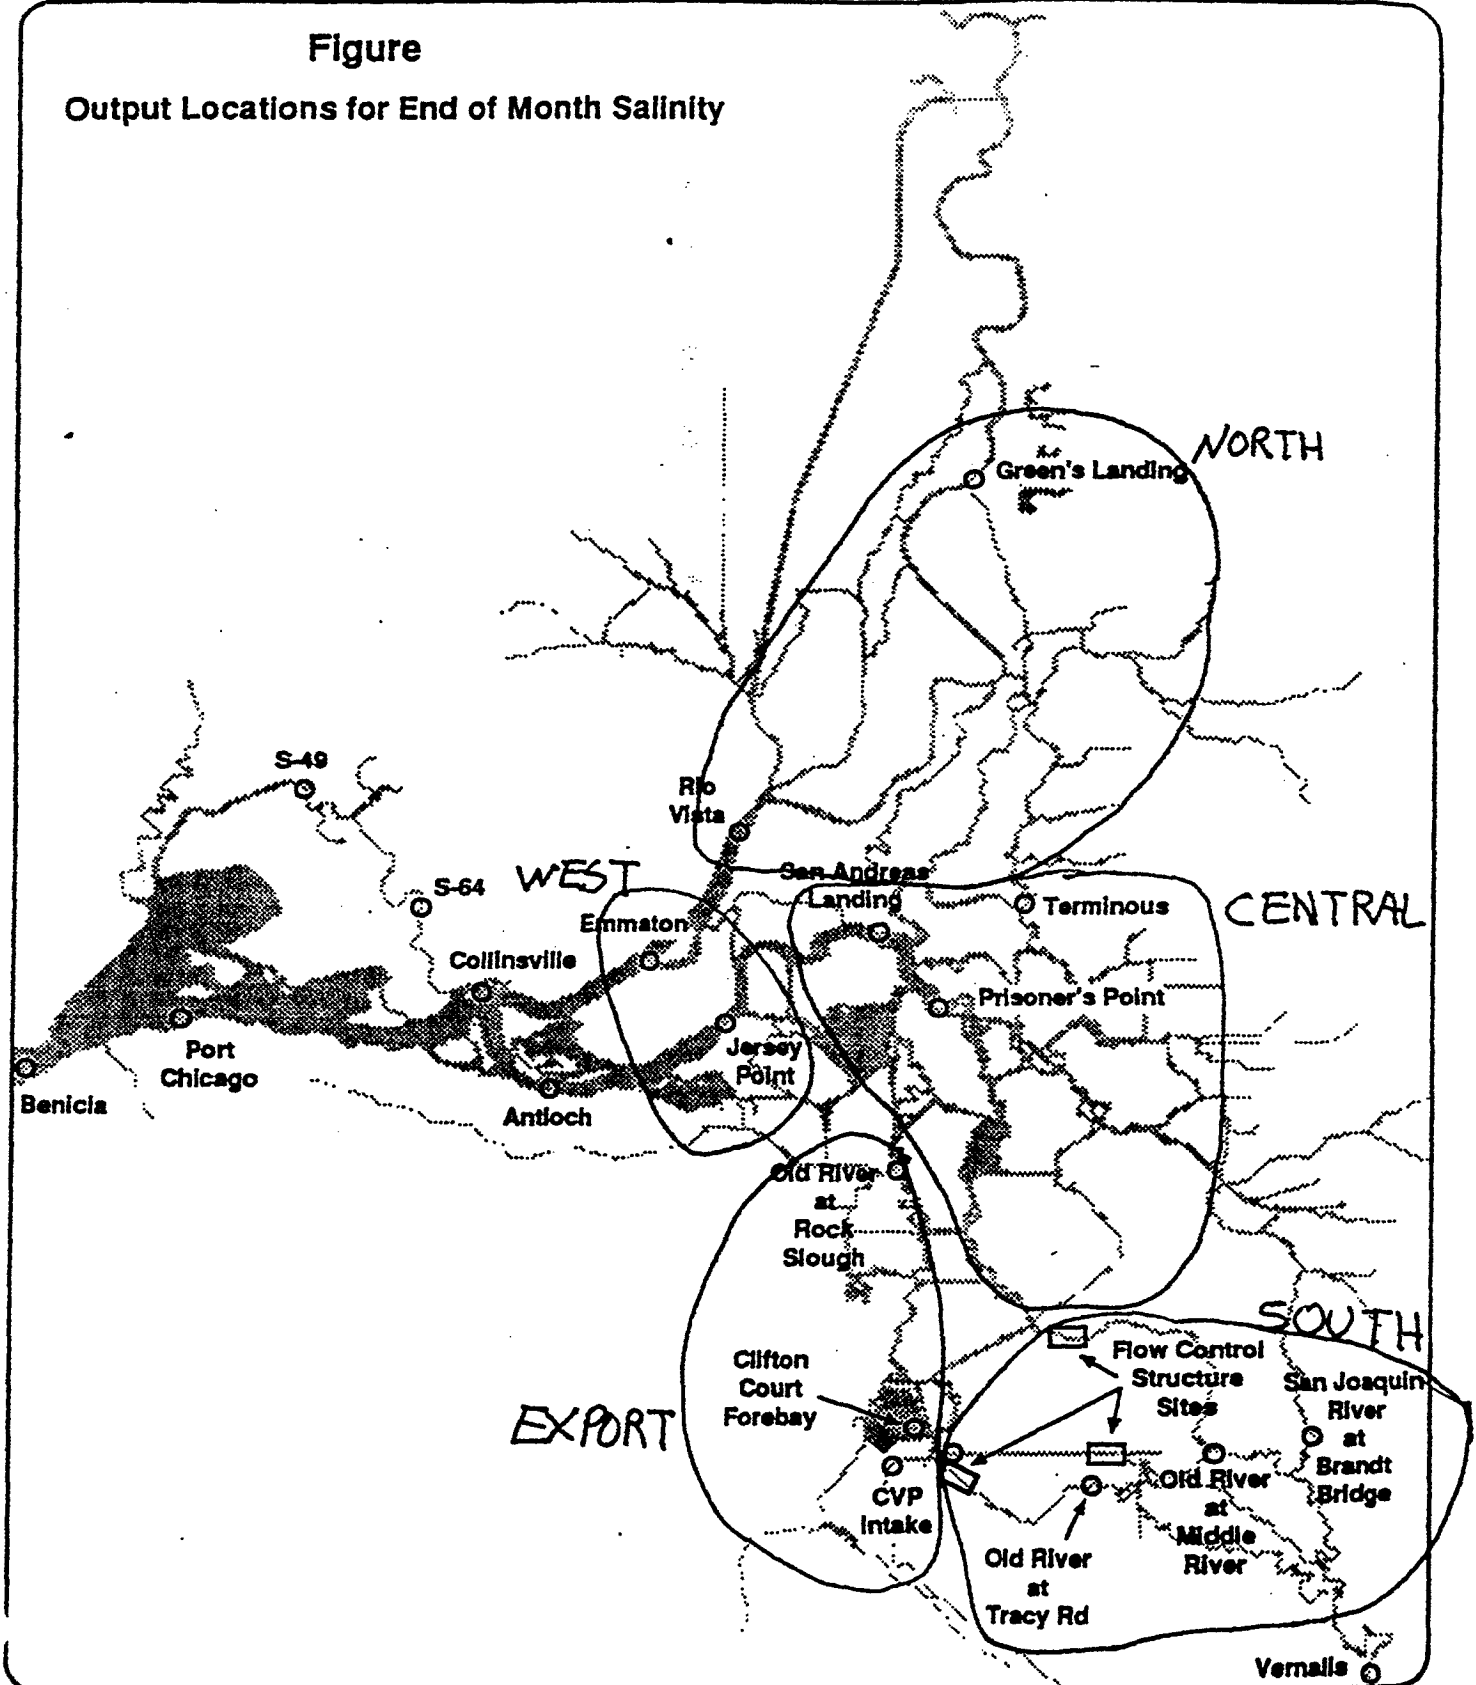 Figure
Output Locations for End of Month Salinity
NORTH
Green's Landing
S-49
Rio
Vista
WEST
S-64
San Andreas
Landing
Terminous
CENTRAL
Emmaton
Collinsville
Prisoner's Point
Port
Chicago
Jersey
Point
Benicia
Antioch
Old River
at
Rock
Slough
SOUTH
Clifton
Court
Forebay
Flow Control
Structure
Sites
San Joaquin
River
at
Brandt
Bridge
EXPORT
CVP
Intake
Old River
at
Middle
River
Old River
at
Tracy Rd
Vernalis